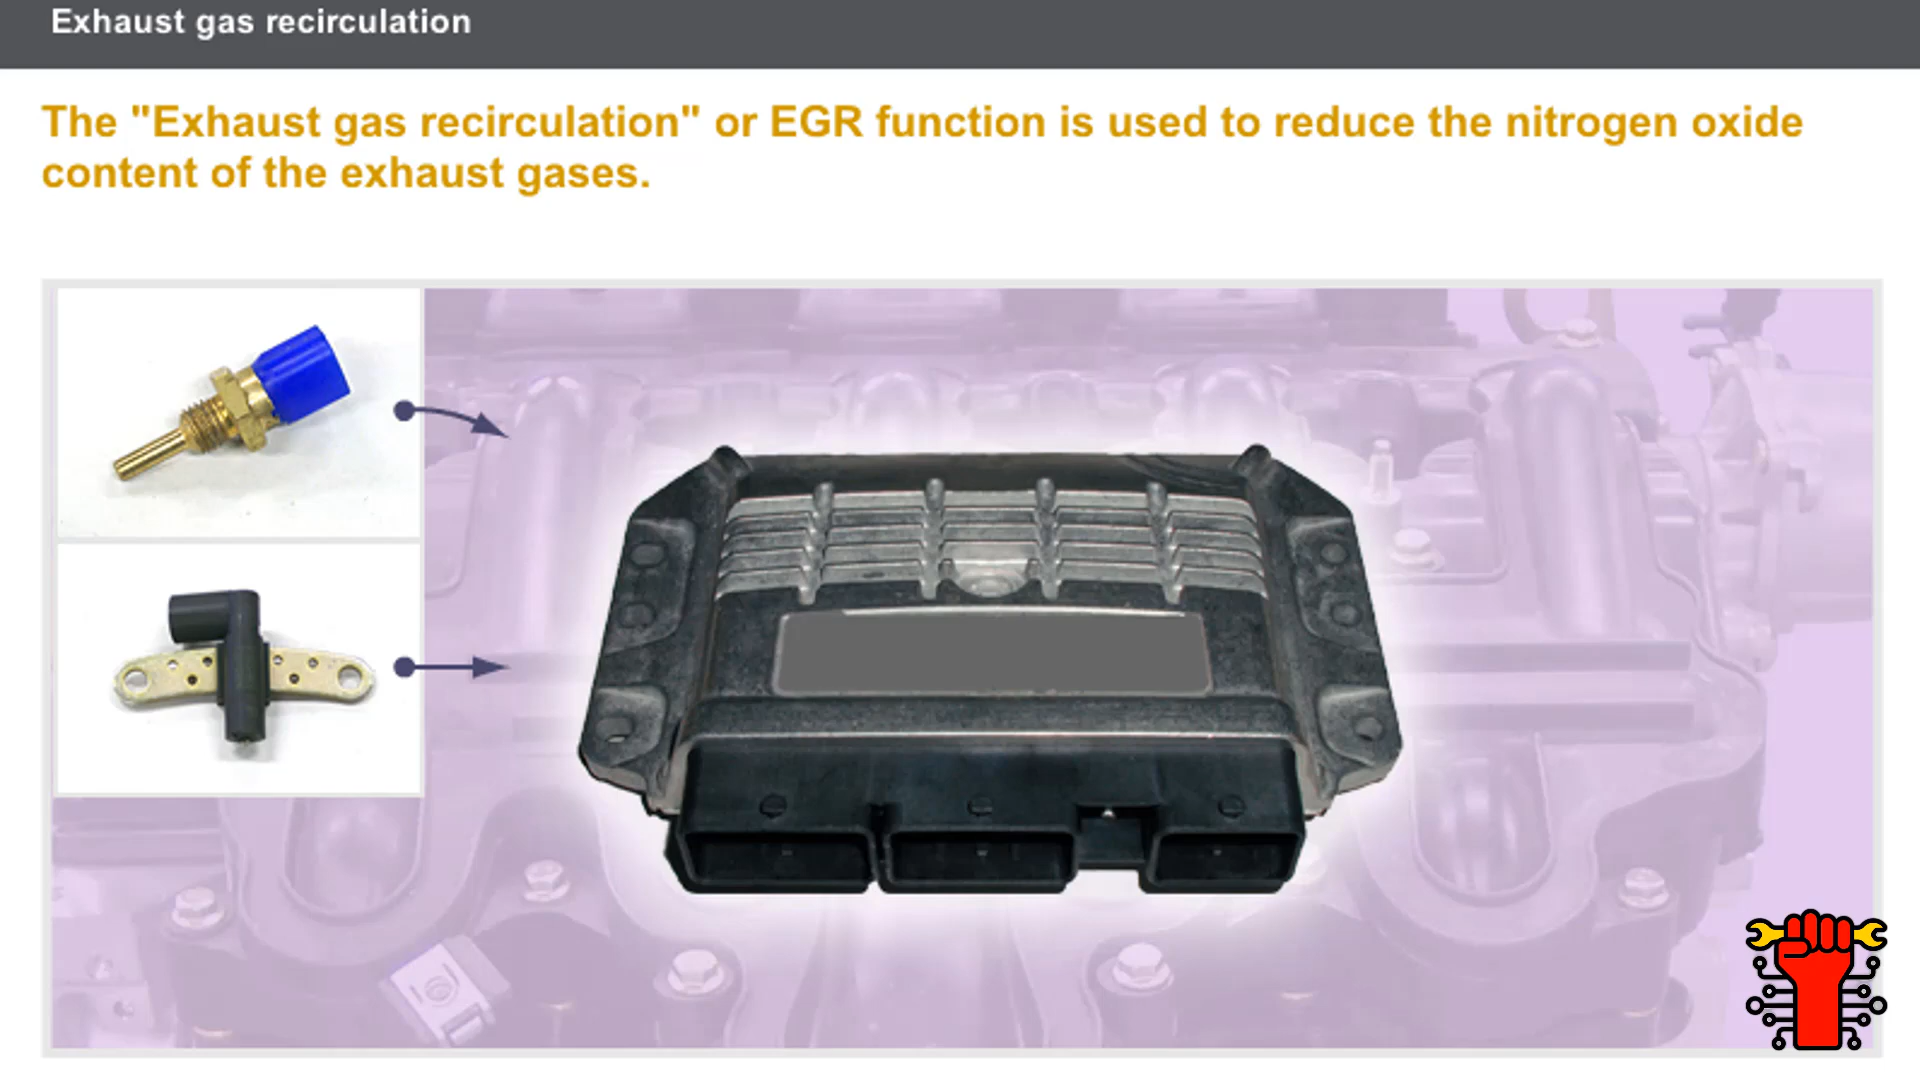 Exhaust gas recirculation
The "Exhaust gas recirculation" or EGR function is used to reduce the nitrogen oxide
content of the exhaust gases.